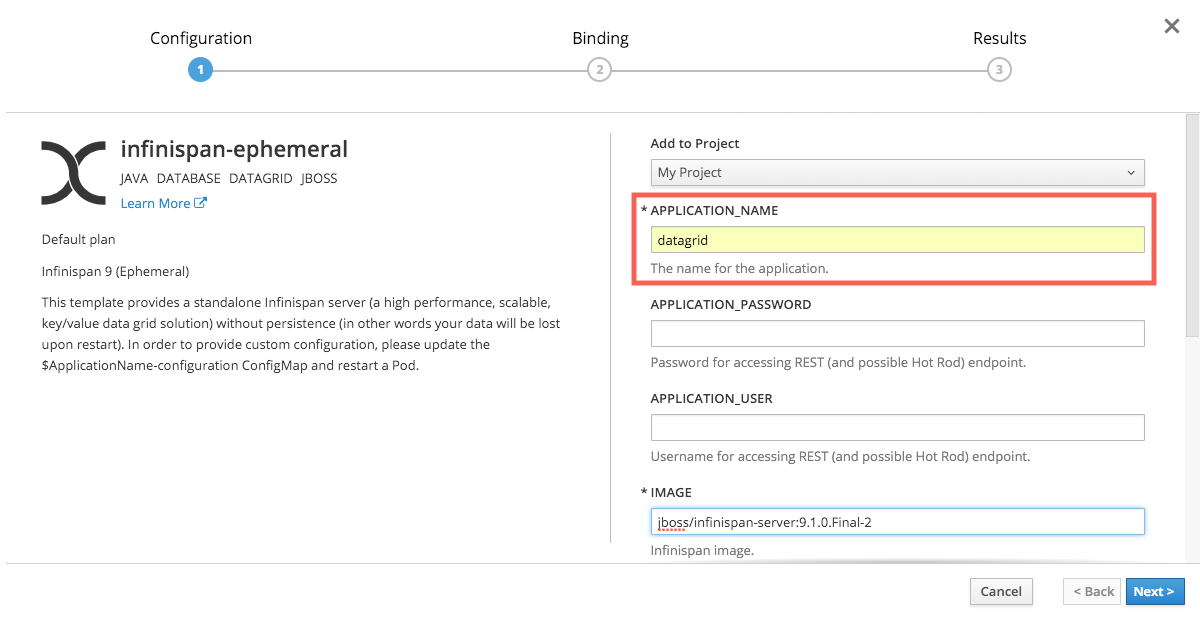 Configuration
Binding
Results
1
2
3
infinispan-ephemeral
JAVA DATABASE DATAGRID JBOSS
Learn More
Default plan
Infinispan 9 (Ephemeral)
This template provides a standalone Infinispan server (a high performance, scalable,
key/value data grid solution) without persistence (in other words your data will be lost
upon restart). In order to provide custom configuration, please update the
$ApplicationName-configuration ConfigMap and restart a Pod.
Add to Project
My Project
* APPLICATION_NAME
datagrid
The name for the application.
APPLICATION_PASSWORD
Password for accessing REST (and possible Hot Rod) endpoint.
APPLICATION_USER
Username for accessing REST (and possible Hot Rod) endpoint.
* IMAGE
jboss/infinispan-server:9.1.0.Final-2
Infinispan image.
Cancel
< Back
Next >